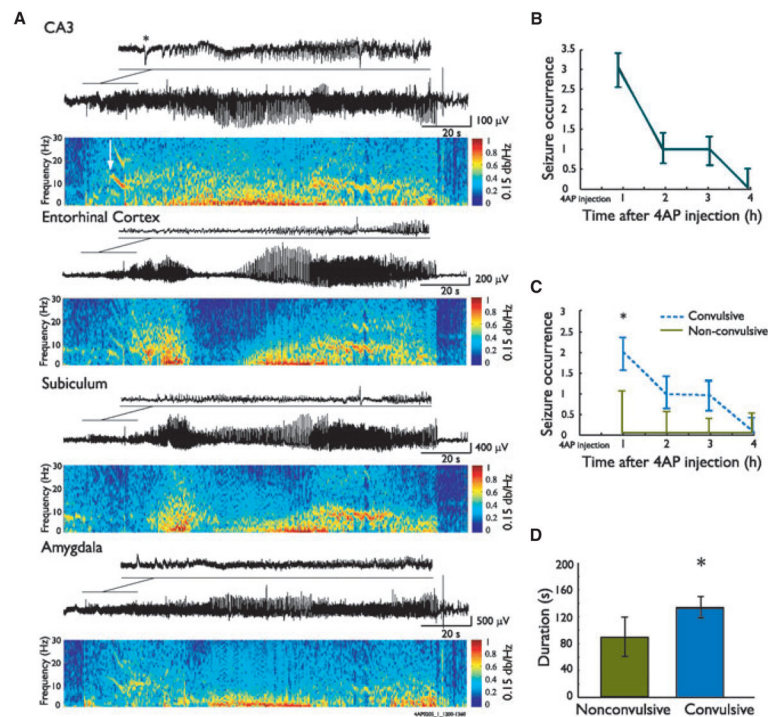 A
CA3
*
100 µV
20 s
Frequency (Hz)
30
20
10
0
1
0.8
0.6
0.4
0.2
0
0.15 db/Hz
Entorhinal Cortex
200 µV
20 s
Frequency (Hz)
30
20
10
0
1
0.8
0.6
0.4
0.2
0
0.15 db/Hz
Subiculum
400 µV
20 s
Frequency (Hz)
30
20
10
0
1
0.8
0.6
0.4
0.2
0
0.15 db/Hz
Amygdala
500 µV
20 s
Frequency (Hz)
30
20
10
0
1
0.8
0.6
0.4
0.2
0
0.15 db/Hz
B
Seizure occurrence
3.5
3
2.5
2
1.5
1
0.5
0
4AP injection 1 2 3 4
Time after 4AP injection (h)
C
Seizure occurrence
3
2.5
2
1.5
1
0.5
0
*
Convulsive
Non-convulsive
4AP injection 1 2 3 4
Time after 4AP injection (h)
D
Duration (s)
200
160
120
80
40
0
*
Nonconvulsive Convulsive